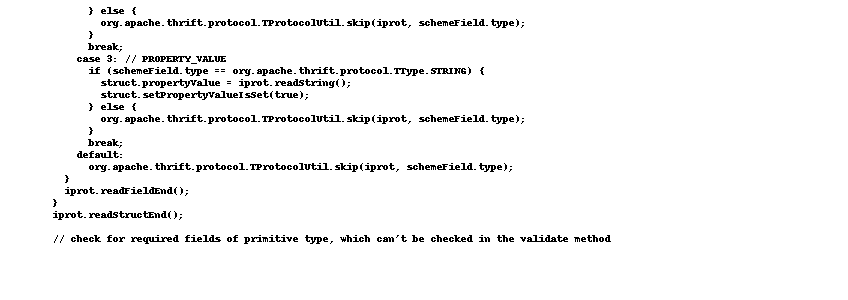 } else {
org.apache.thrift.protocol.TProtocolUtil.skip(iprot, schemeField.type);
}
break;
case 3: // PROPERTY_VALUE
if (schemeField.type == org.apache.thrift.protocol.TType.STRING) {
struct.propertyValue = iprot.readString();
struct.setPropertyValueIsSet(true);
} else {
org.apache.thrift.protocol.TProtocolUtil.skip(iprot, schemeField.type);
}
break;
default:
org.apache.thrift.protocol.TProtocolUtil.skip(iprot, schemeField.type);
}
iprot.readFieldEnd();
}
iprot.readStructEnd();
// check for required fields of primitive type, which can't be checked in the validate method